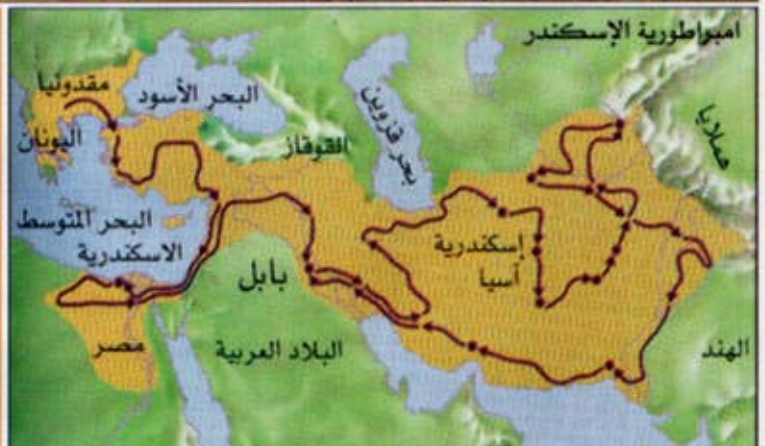 امبراطورية الإسكندر
مقدونيا
البحر الأسود
بحر قزوين
هملايا
اليونان
القوقاز
البحر المتوسط
الاسكندرية
إسكندرية
آسيا
بابل
مصر
البلاد العربية
الهند